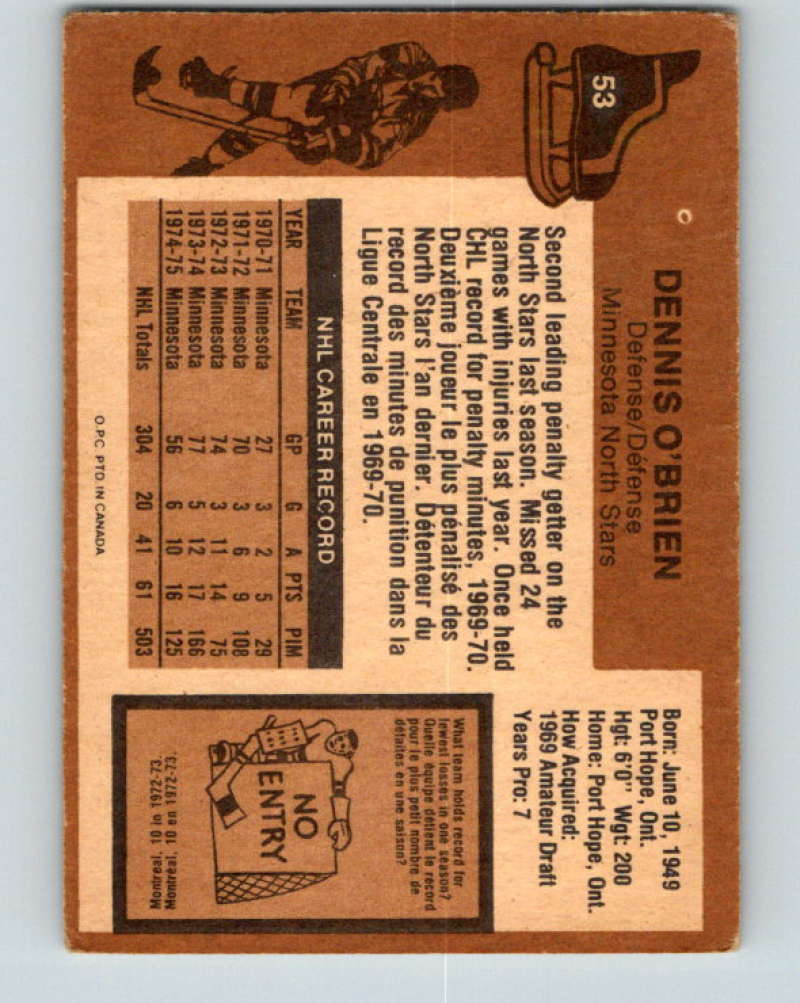 53
DENNIS O'BRIEN
Defense/Défense
Minnesota North Stars
Second leading penalty getter on the
North Stars last season. Missed 24
games with injuries last year. Once held
CHL record for penalty minutes, 1969-70.
Deuxième joueur le plus pénalisé des
North Stars l'an dernier. Détenteur du
record des minutes de punition dans la
Ligue Centrale en 1969-70.
NHL CAREER RECORD
YEAR TEAM GP G A PTS PIM
1970-71 Minnesota 27 3 2 5 29
1971-72 Minnesota 70 3 6 9 108
1972-73 Minnesota 74 3 11 14 75
1973-74 Minnesota 77 5 12 17 166
1974-75 Minnesota 56 6 10 16 125
NHL Totals 304 20 41 61 503
O.P.C. PTD. IN CANADA
Born: June 10, 1949
Port Hope, Ont.
Hgt: 6'0" Wgt: 200
Home: Port Hope, Ont.
How Acquired:
1969 Amateur Draft
Years Pro: 7
What team holds record for
fewest losses in one season?
Quelle équipe détient le record
pour le plus petit nombre de
défaites en une saison?
NO
ENTRY
Montreal, 10 in 1972-73.
Montréal, 10 en 1972-73.